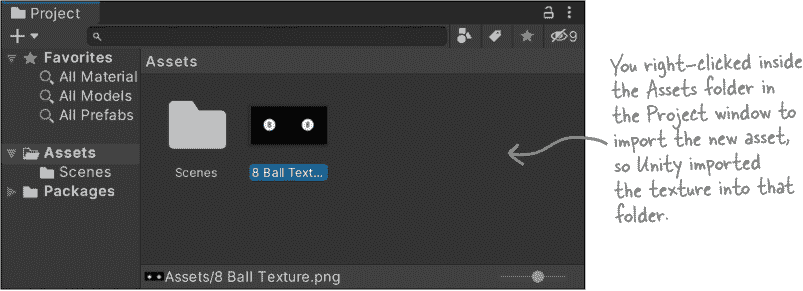 Project
9
Favorites
All Material
All Models
All Prefabs
Assets
Scenes
Packages
Assets
Scenes
8 Ball Text...
Assets/8 Ball Texture.png
You right-clicked inside
the Assets folder in
the Project window to
import the new asset,
so Unity imported
the texture into that
folder.